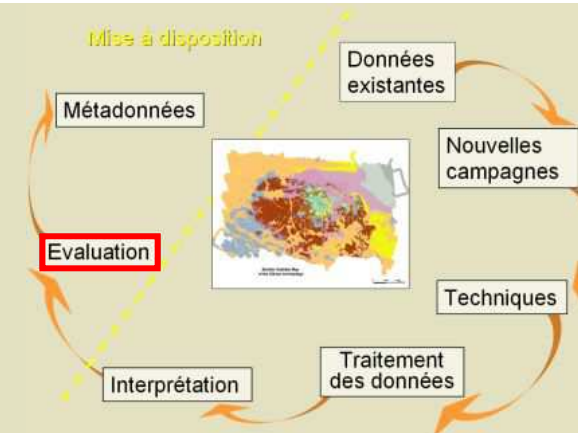 Mise à disposition
Données
existantes
Métadonnées
Nouvelles
campagnes
Evaluation
Techniques
Traitement
des données
Interprétation